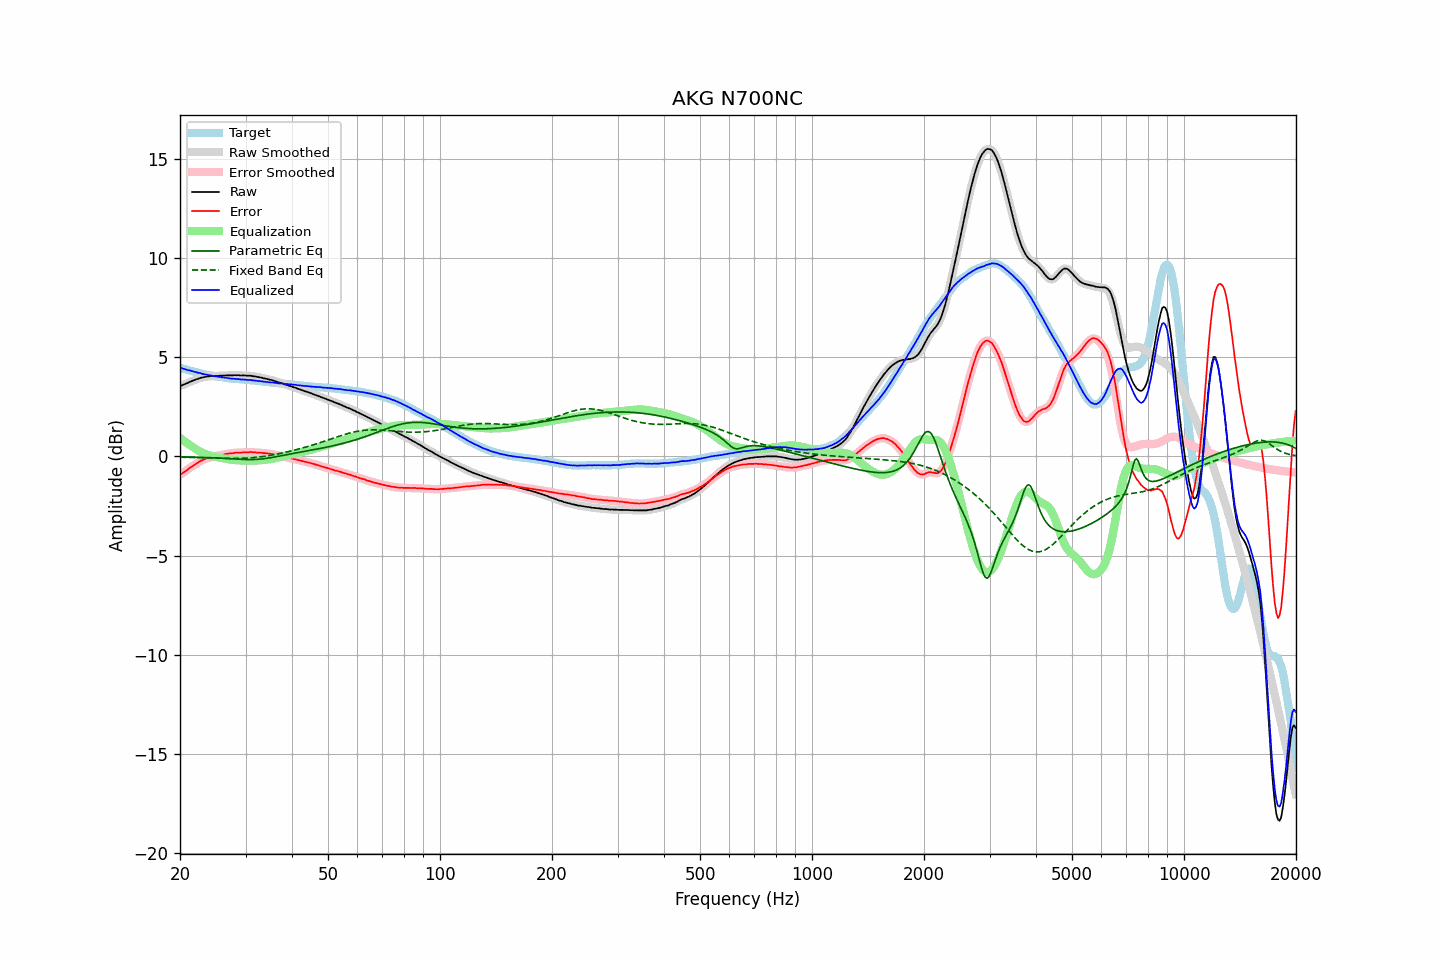 AKG N700NC
Target
Raw Smoothed
Error Smoothed
Raw
Error
Equalization
Parametric Eq
Fixed Band Eq
Equalized
15
10
5
0
−5
−10
−15
−20
Amplitude (dBr)
20 50 100 200 500 1000 2000 5000 10000 20000
Frequency (Hz)